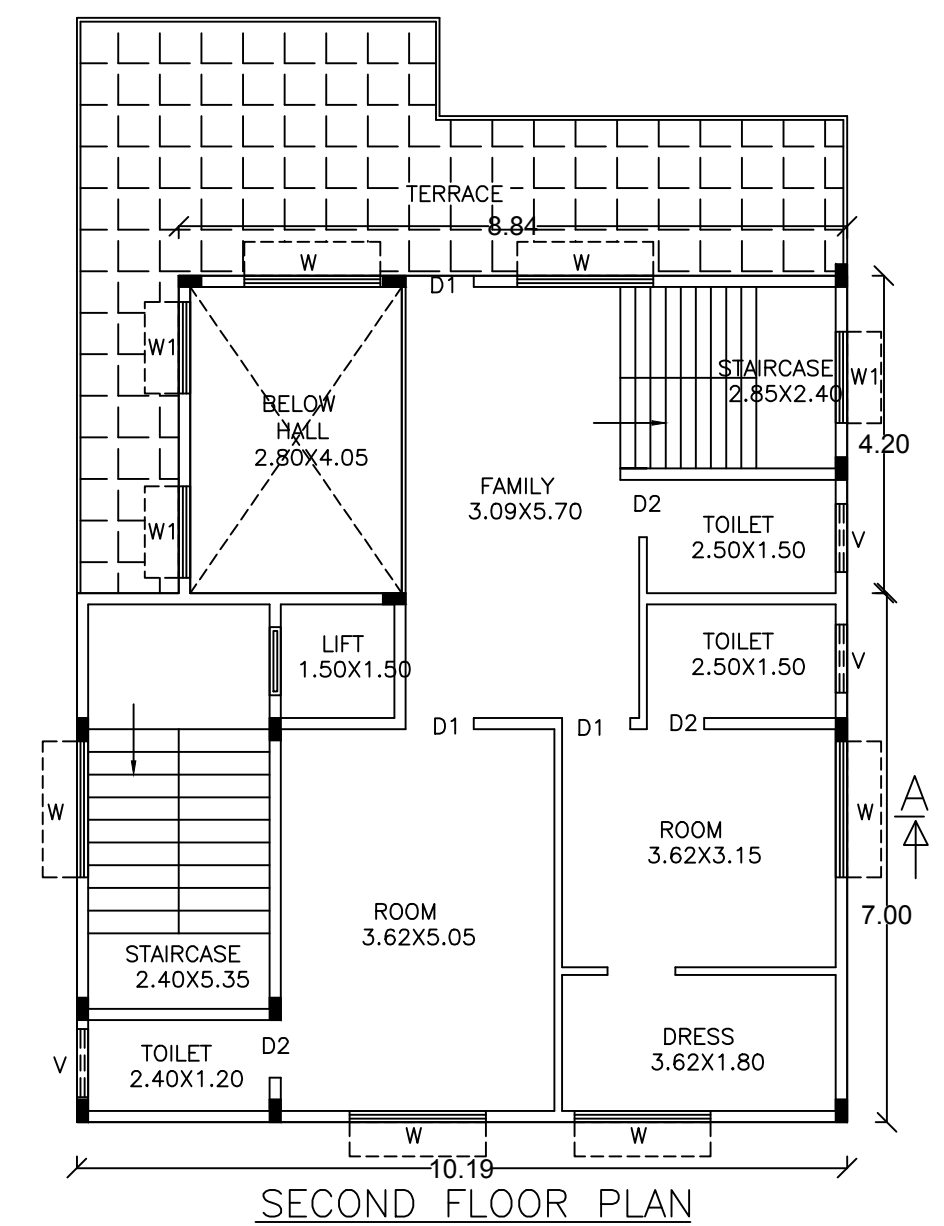 TERRACE
8.84
W
W
D1
W1
STAIRCASE
2.85X2.40
W1
BELOW
HALL
2.80X4.05
4.20
FAMILY
3.09X5.70
D2
W1
TOILET
2.50X1.50
V
LIFT
1.50X1.50
TOILET
2.50X1.50
V
D1
D1
D2
W
W
A
ROOM
3.62X3.15
ROOM
3.62X5.05
7.00
STAIRCASE
2.40X5.35
V
TOILET
2.40X1.20
D2
DRESS
3.62X1.80
W
W
10.19
SECOND FLOOR PLAN